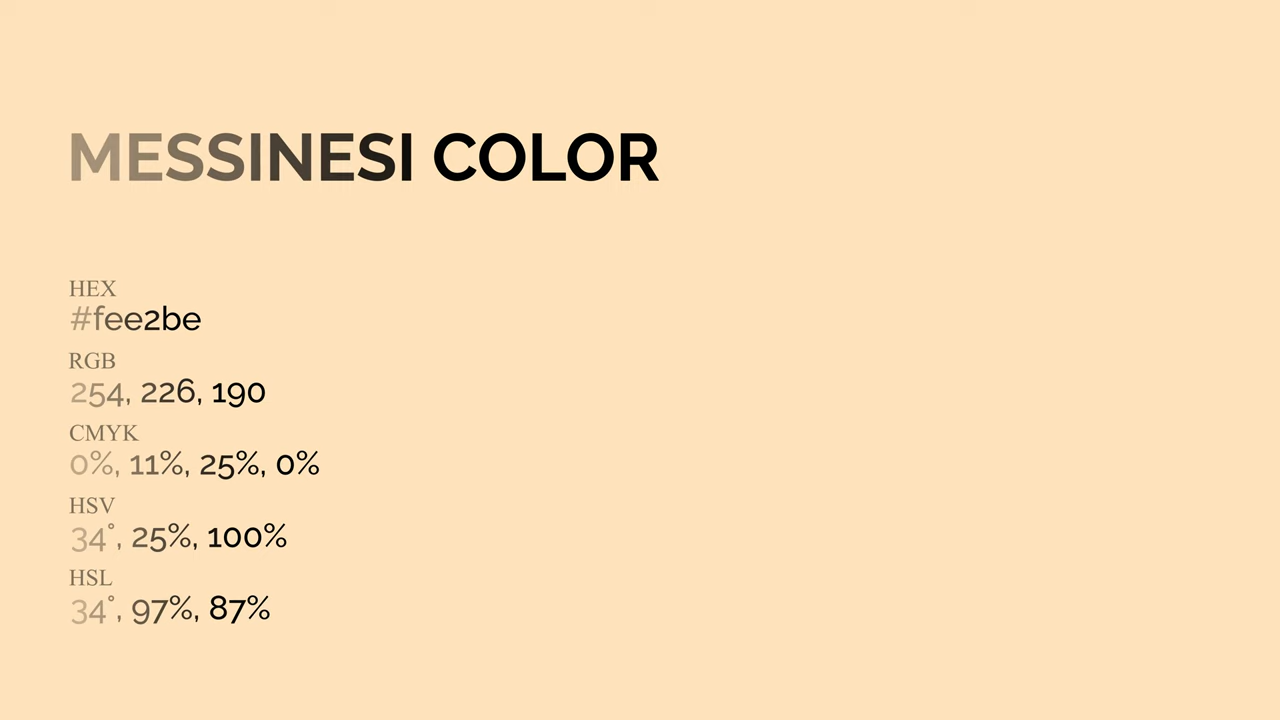 MESSINESI COLOR
HEX
#fee2be
RGB
254, 226, 190
CMYK
0%, 11%, 25%, 0%
HSV
34°, 25%, 100%
HSL
34°, 97%, 87%